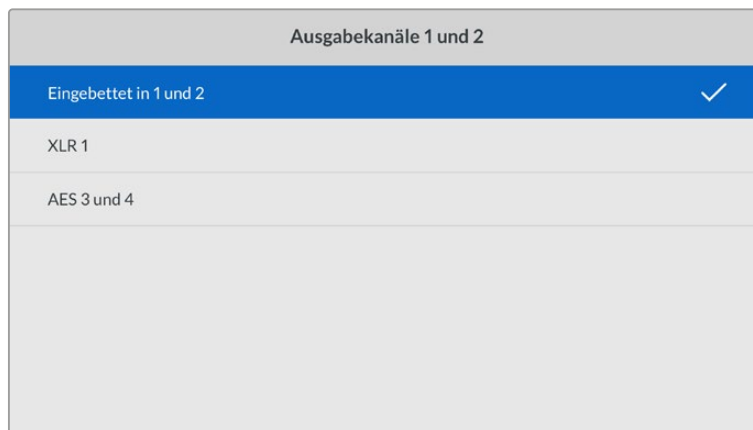 Ausgabekanäle 1 und 2
Eingebettet in 1 und 2
XLR 1
AES 3 und 4